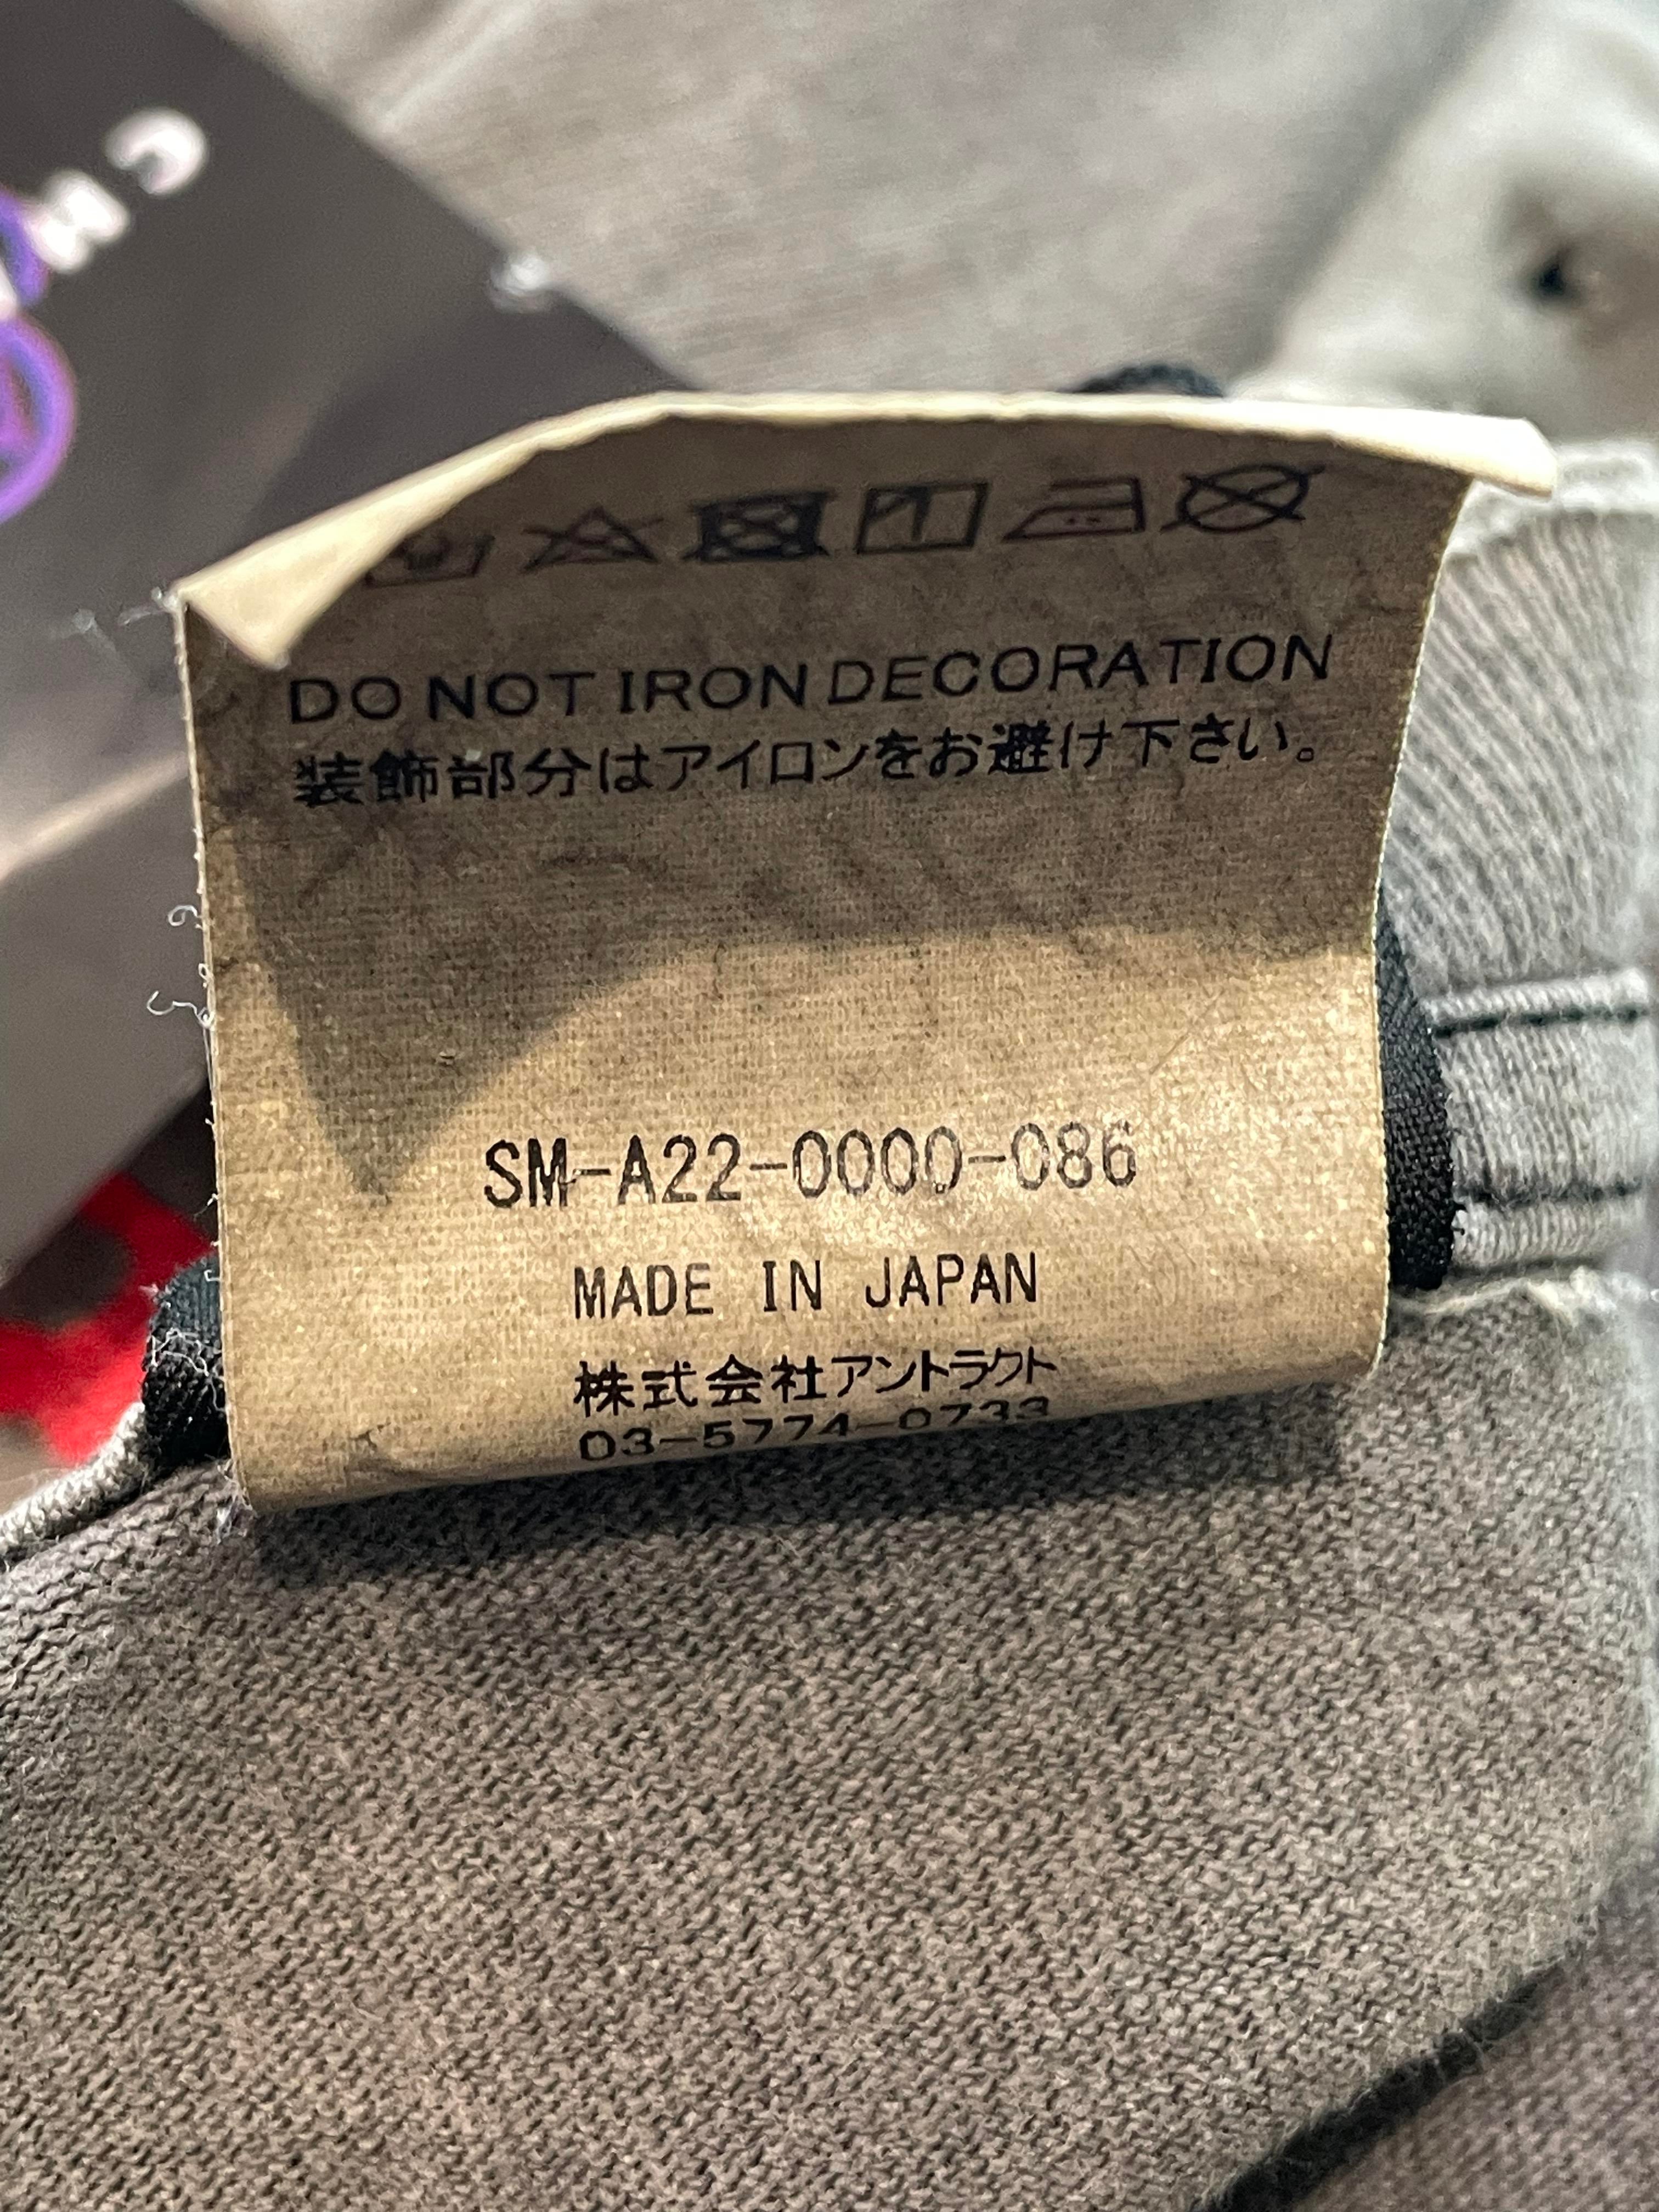 DO NOT IRON DECORATION
装飾部分はアイロンをお避け下さい。
SM-A22-0000-086
MADE IN JAPAN
株式会社アントラクト
03-5774-0733